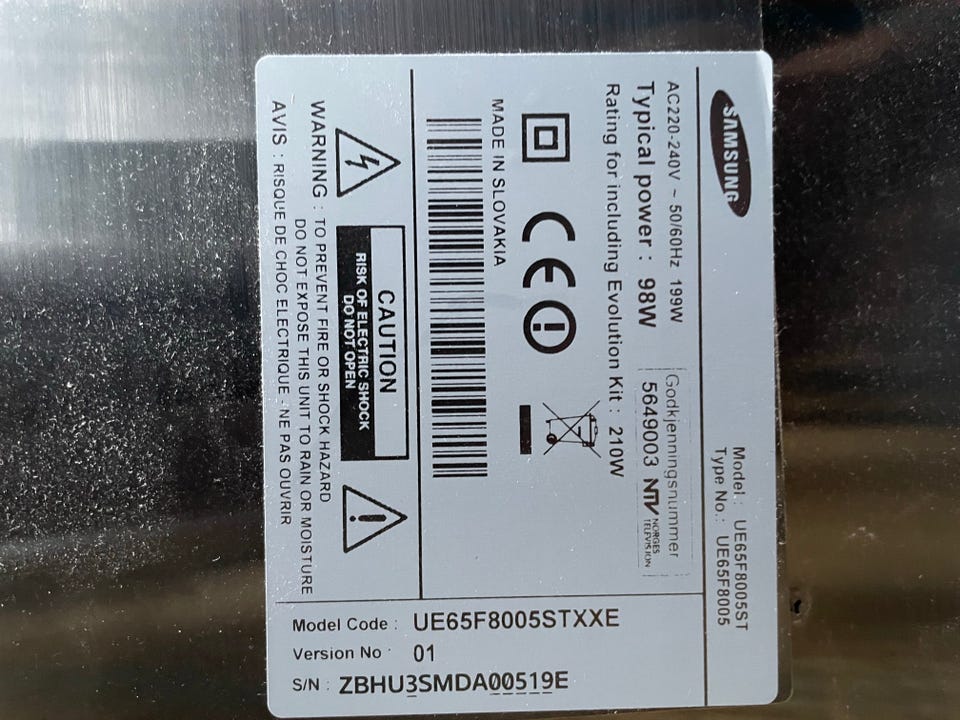 SAMSUNG
Model : UE65F8005ST
Type No.: UE65F8005
AC220-240V ~ 50/60Hz 199W
Typical power : 98W
Rating for including Evolution Kit : 210W
Godkjenningsnummer
5649003 NTV NORGES
TELEVISION
MADE IN SLOVAKIA
CAUTION
RISK OF ELECTRIC SHOCK
DO NOT OPEN
WARNING : TO PREVENT FIRE OR SHOCK HAZARD
DO NOT EXPOSE THIS UNIT TO RAIN OR MOISTURE
AVIS : RISQUE DE CHOC ELECTRIQUE - NE PAS OUVRIR
Model Code : UE65F8005STXXE
Version No : 01
S/N : ZBHU3SMDA00519E